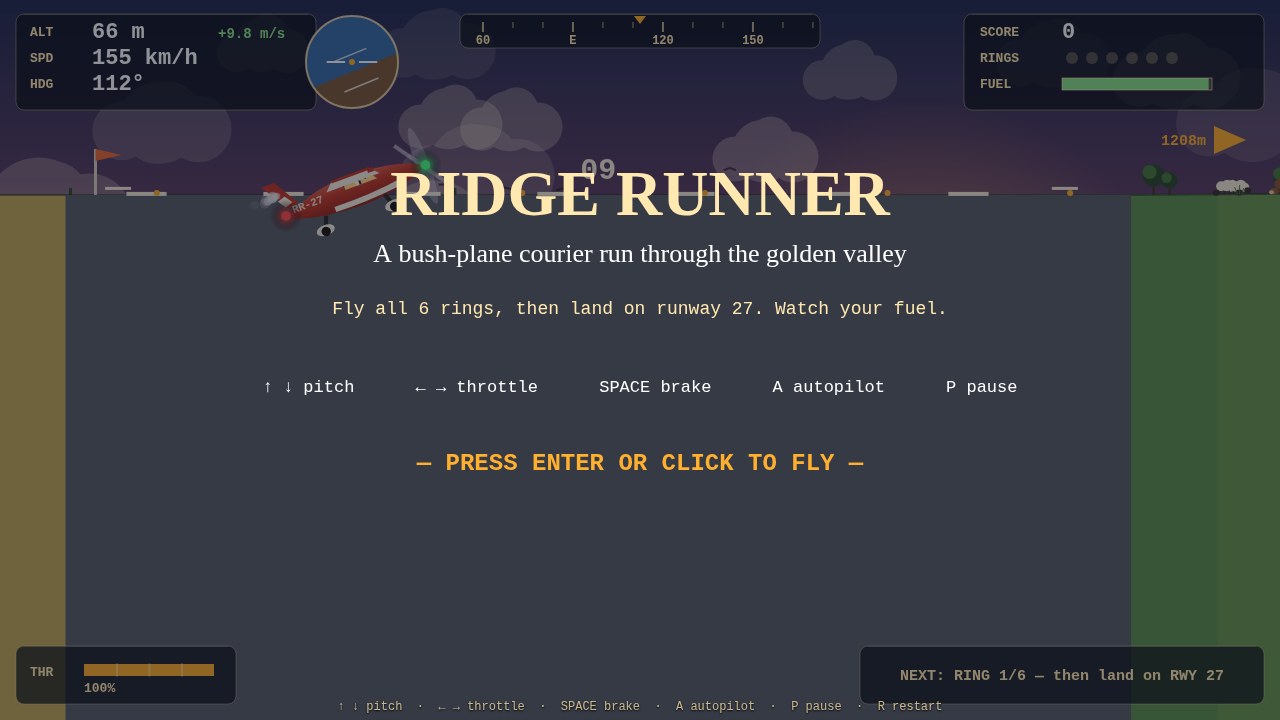 ALT 66 m +9.8 m/s
SPD 155 km/h
HDG 112°
60 E 120 150
SCORE 0
RINGS
FUEL
1208m
09
RR-27
RIDGE RUNNER
A bush-plane courier run through the golden valley
Fly all 6 rings, then land on runway 27. Watch your fuel.
↑ ↓ pitch ← → throttle SPACE brake A autopilot P pause
— PRESS ENTER OR CLICK TO FLY —
THR
100%
NEXT: RING 1/6 — then land on RWY 27
↑ ↓ pitch · ← → throttle · SPACE brake · A autopilot · P pause · R restart